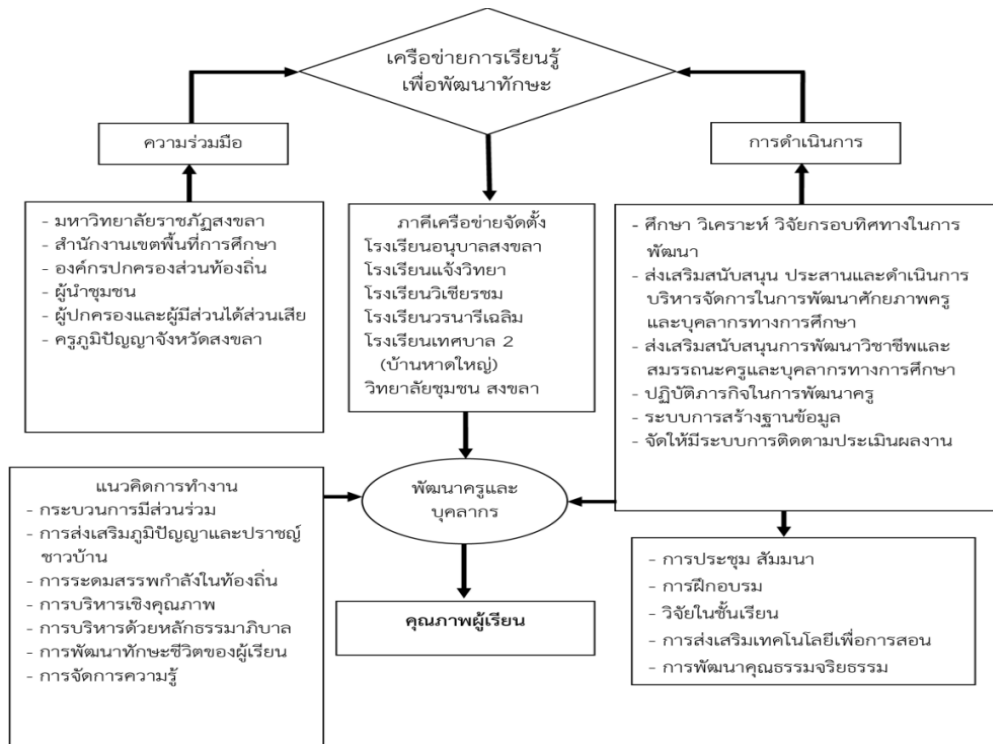 เครือข่ายการเรียนรู้
เพื่อพัฒนาทักษะ
ความร่วมมือ
การดำเนินการ
- มหาวิทยาลัยราชภัฏสงขลา
- สำนักงานเขตพื้นที่การศึกษา
- องค์กรปกครองส่วนท้องถิ่น
- ผู้นำชุมชน
- ผู้ปกครองและผู้มีส่วนได้ส่วนเสีย
- ครูภูมิปัญญาจังหวัดสงขลา
ภาคีเครือข่ายจัดตั้ง
โรงเรียนอนุบาลสงขลา
โรงเรียนแจ้งวิทยา
โรงเรียนวิเชียรชม
โรงเรียนวรนารีเฉลิม
โรงเรียนเทศบาล 2
(บ้านหาดใหญ่)
วิทยาลัยชุมชน สงขลา
- ศึกษา วิเคราะห์ วิจัยกรอบทิศทางในการ
พัฒนา
- ส่งเสริมสนับสนุน ประสานและดำเนินการ
บริหารจัดการในการพัฒนาศักยภาพครู
และบุคลากรทางการศึกษา
- ส่งเสริมสนับสนุนการพัฒนาวิชาชีพและ
สมรรถนะครูและบุคลากรทางการศึกษา
- ปฏิบัติภารกิจในการพัฒนาครู
- ระบบการสร้างฐานข้อมูล
- จัดให้มีระบบการติดตามประเมินผลงาน
แนวคิดการทำงาน
- กระบวนการมีส่วนร่วม
- การส่งเสริมภูมิปัญญาและปราชญ์
ชาวบ้าน
- การระดมสรรพกำลังในท้องถิ่น
- การบริหารเชิงคุณภาพ
- การบริหารด้วยหลักธรรมาภิบาล
- การพัฒนาทักษะชีวิตของผู้เรียน
- การจัดการความรู้
พัฒนาครูและ
บุคลากร
คุณภาพผู้เรียน
- การประชุม สัมมนา
- การฝึกอบรม
- วิจัยในชั้นเรียน
- การส่งเสริมเทคโนโลยีเพื่อการสอน
- การพัฒนาคุณธรรมจริยธรรม